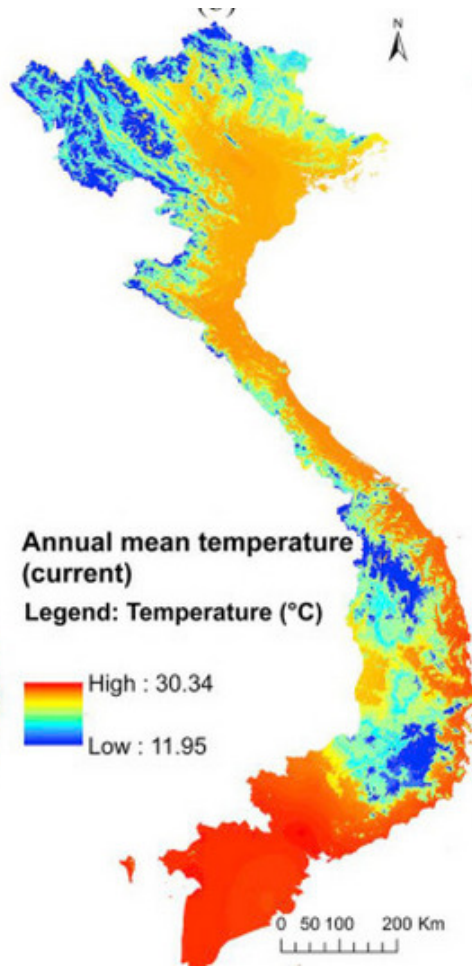 N
Annual mean temperature
(current)
Legend: Temperature (°C)
High : 30.34
Low : 11.95
0 50 100 200 Km